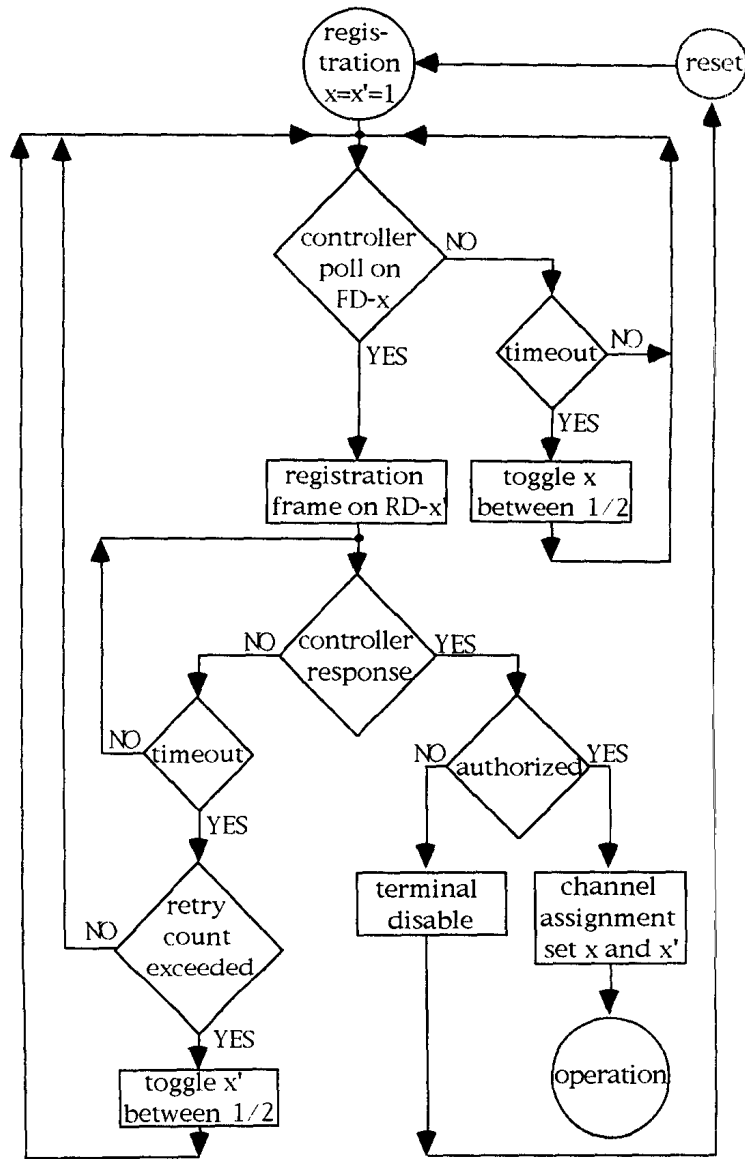 regis-
tration
x=x'=1
reset
controller
poll on
FD-x
NO
YES
timeout
NO
YES
registration
frame on RD-x'
toggle x
between 1/2
controller
response
NO
YES
timeout
NO
YES
authorized
NO
YES
retry
count
exceeded
NO
YES
terminal
disable
channel
assignment
set x and x'
toggle x'
between 1/2
operation